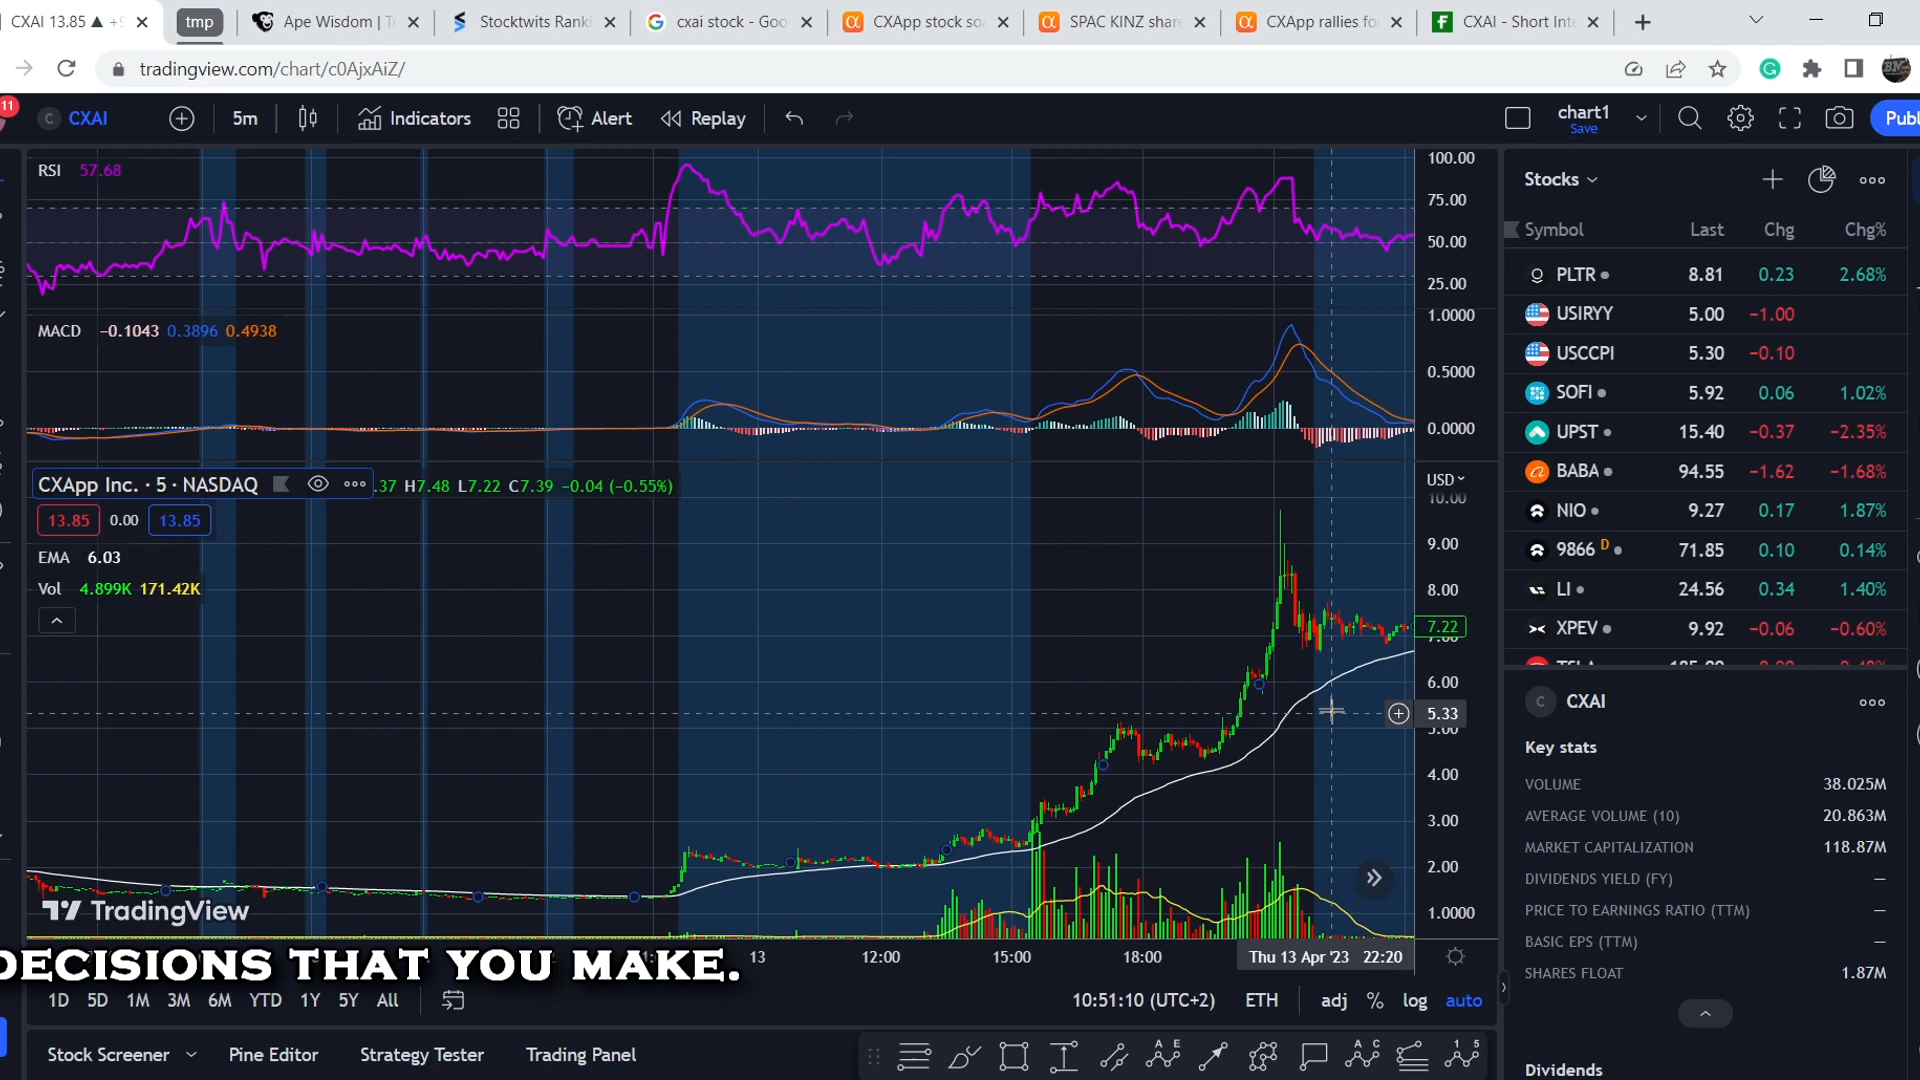 CXAI 13.85 ▲ +9
tmp
Ape Wisdom | Tr
Stocktwits Ranki
cxai stock - Goo
CXApp stock soa
SPAC KINZ share
CXApp rallies fo
CXAI - Short Inte
tradingview.com/chart/c0AjxAiZ/
11
C CXAI
5m
Indicators
Alert
Replay
chart1
Save
Publ
RSI 57.68
100.00
75.00
50.00
25.00
MACD −0.1043 0.3896 0.4938
1.0000
0.5000
0.0000
CXApp Inc. · 5 · NASDAQ
.37 H7.48 L7.22 C7.39 −0.04 (−0.55%)
13.85 0.00 13.85
EMA 6.03
Vol 4.899K 171.42K
USD
10.00
9.00
8.00
7.22
7.00
6.00
5.33
5.00
4.00
3.00
2.00
1.0000
TradingView
DECISIONS THAT YOU MAKE.
13 12:00 15:00 18:00 Thu 13 Apr '23 22:20
1D 5D 1M 3M 6M YTD 1Y 5Y All
10:51:10 (UTC+2) ETH adj % log auto
Stock Screener Pine Editor Strategy Tester Trading Panel
Stocks
Symbol Last Chg Chg%
PLTR 8.81 0.23 2.68%
USIRYY 5.00 −1.00
USCCPI 5.30 −0.10
SOFI 5.92 0.06 1.02%
UPST 15.40 −0.37 −2.35%
BABA 94.55 −1.62 −1.68%
NIO 9.27 0.17 1.87%
9866 D 71.85 0.10 0.14%
LI 24.56 0.34 1.40%
XPEV 9.92 −0.06 −0.60%
C CXAI
Key stats
VOLUME 38.025M
AVERAGE VOLUME (10) 20.863M
MARKET CAPITALIZATION 118.87M
DIVIDENDS YIELD (FY) —
PRICE TO EARNINGS RATIO (TTM) —
BASIC EPS (TTM) —
SHARES FLOAT 1.87M
Dividends